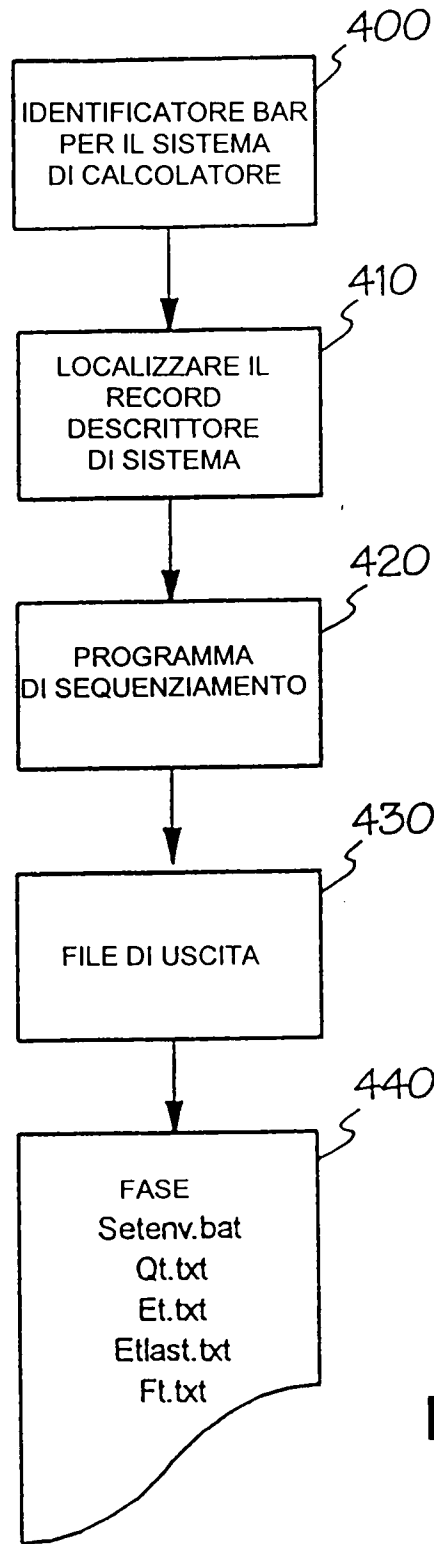 400
IDENTIFICATORE BAR
PER IL SISTEMA
DI CALCOLATORE
410
LOCALIZZARE IL
RECORD
DESCRITTORE
DI SISTEMA
420
PROGRAMMA
DI SEQUENZIAMENTO
430
FILE DI USCITA
440
FASE
Setenv.bat
Qt.txt
Et.txt
Etlast.txt
Ft.txt